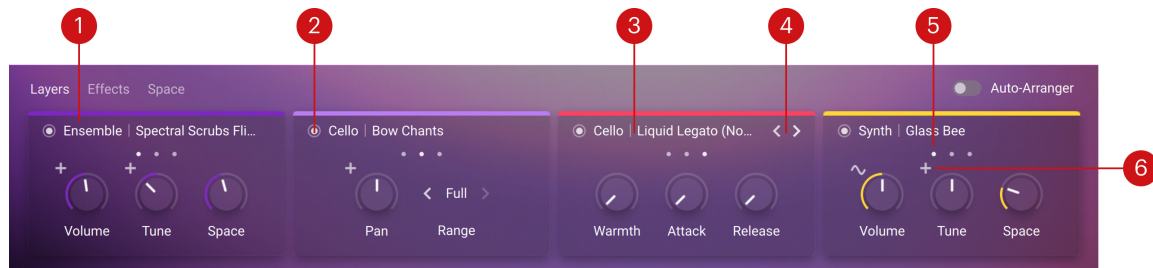 1 2 3 4 5
Layers Effects Space Auto-Arranger
Ensemble | Spectral Scrubs Fli... Cello | Bow Chants Cello | Liquid Legato (No... Synth | Glass Bee
6
Full
Volume Tune Space Pan Range Warmth Attack Release Volume Tune Space